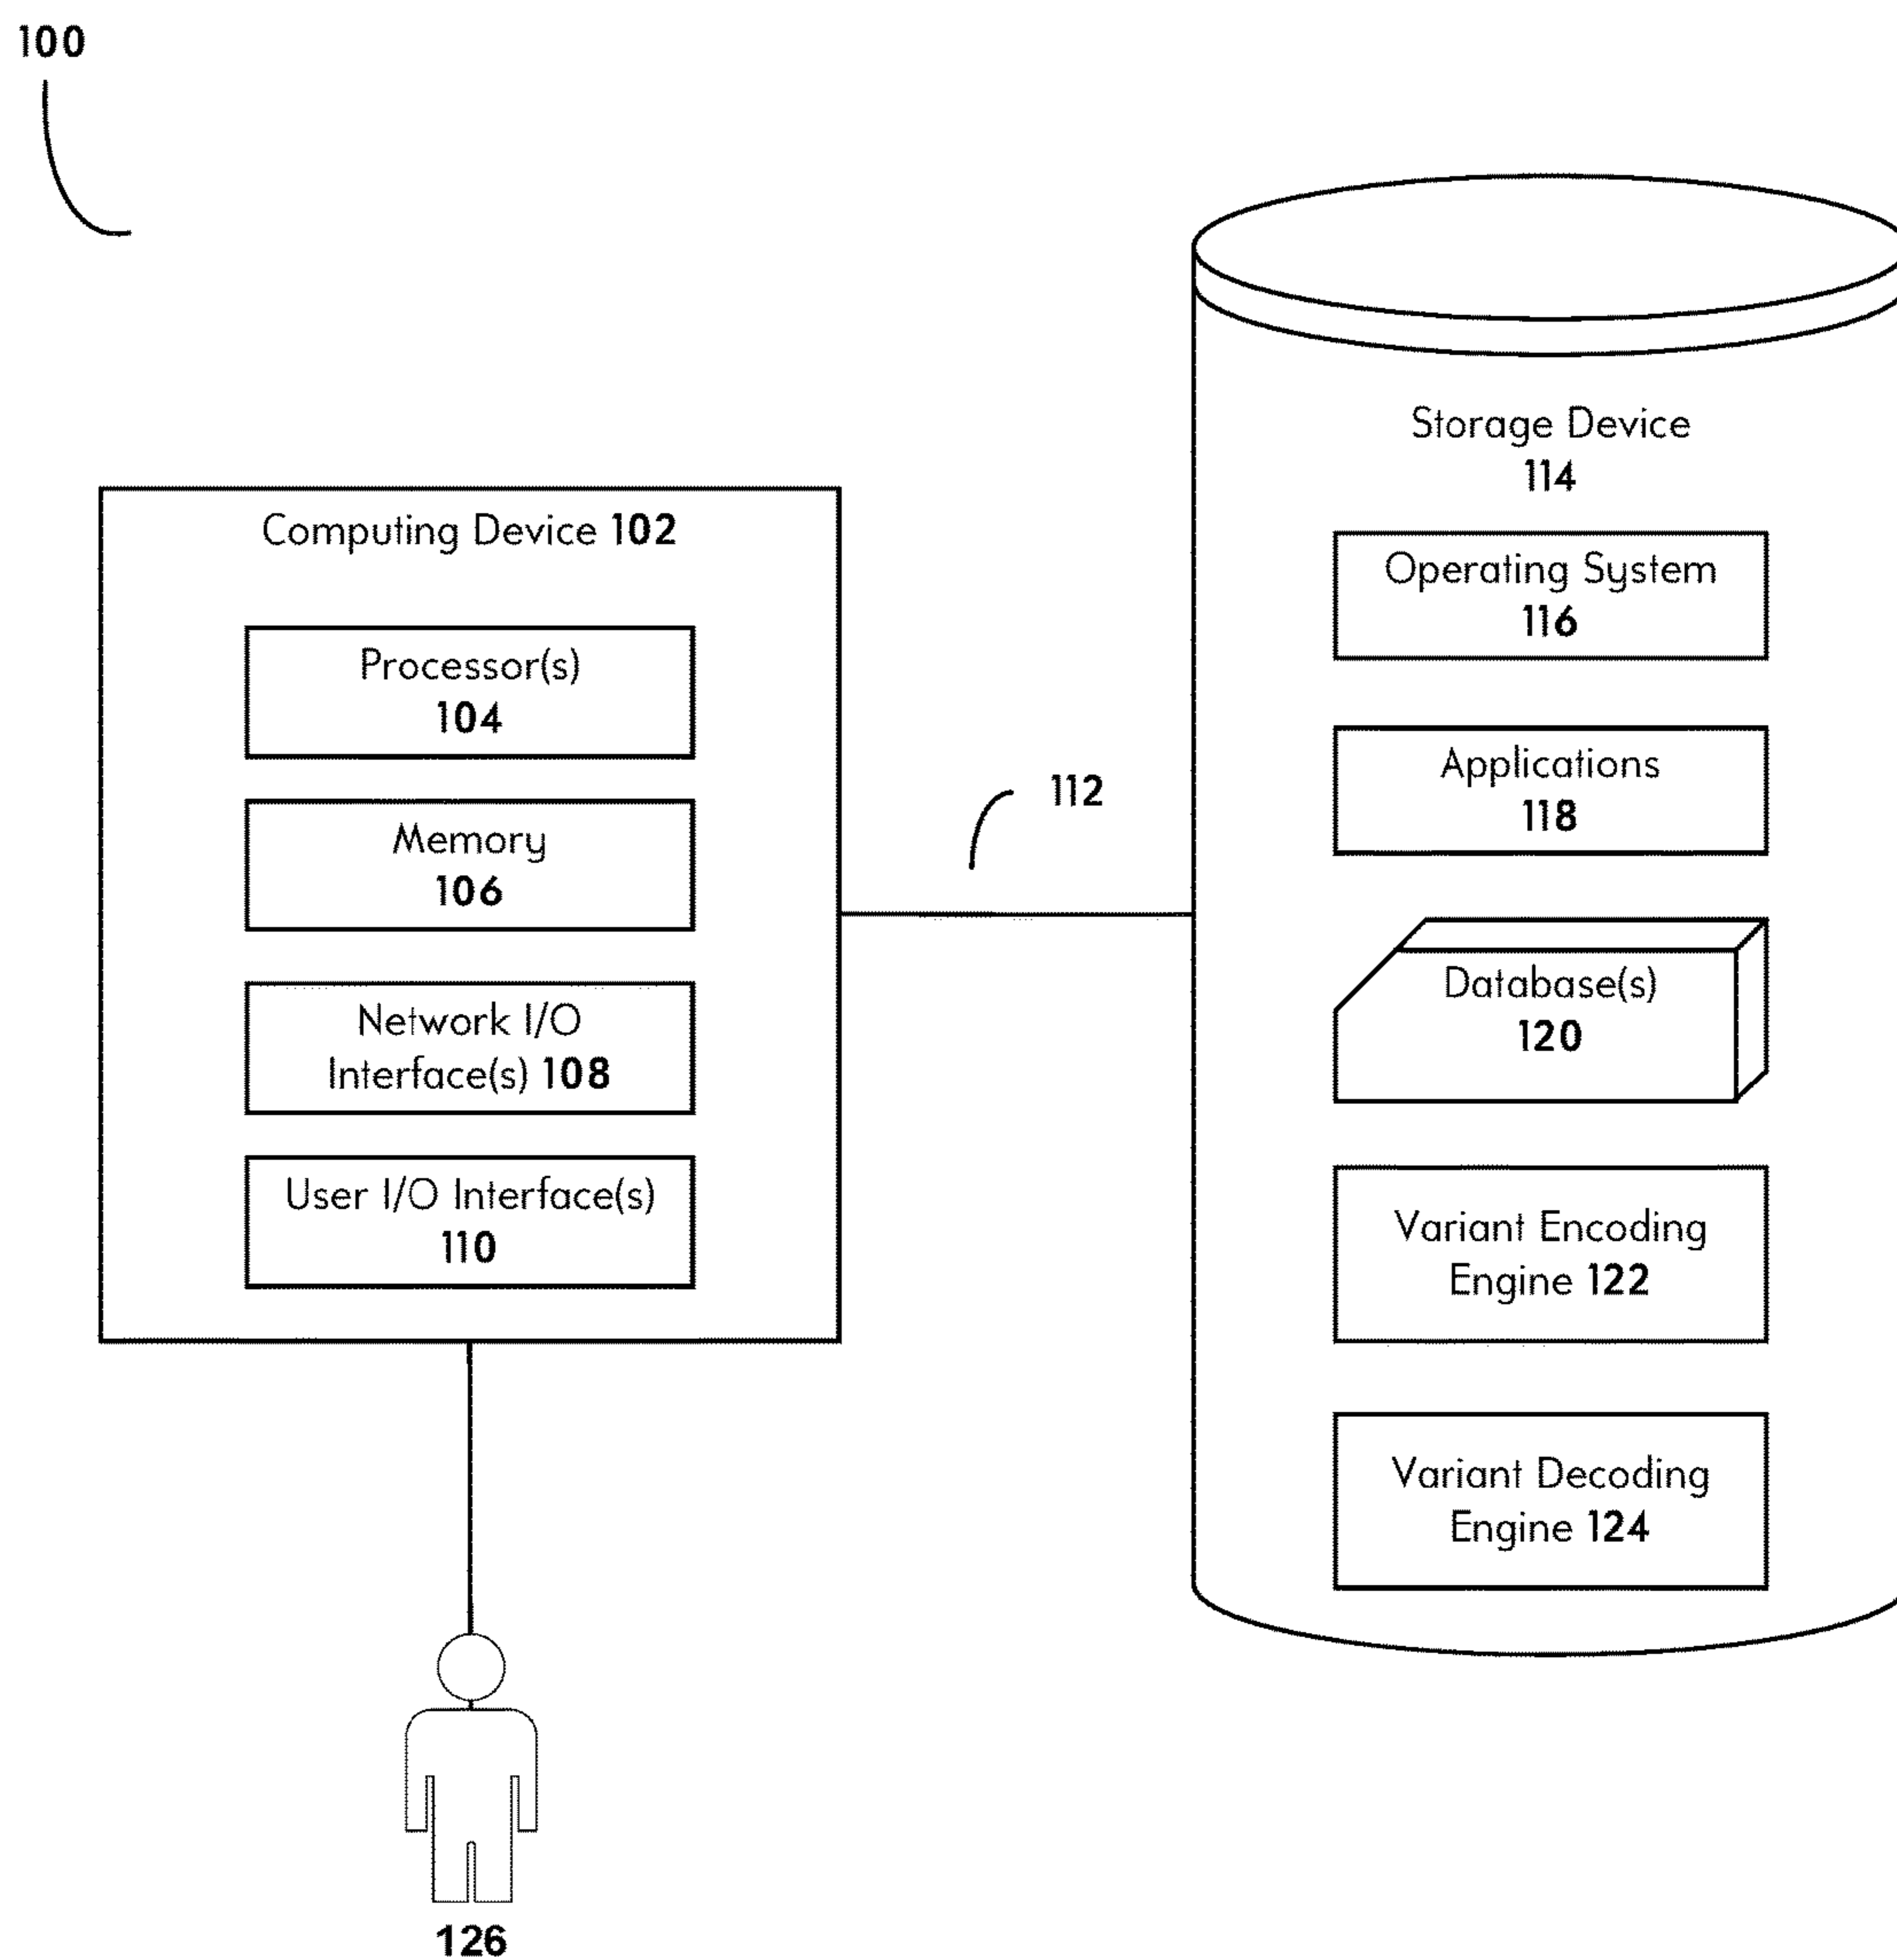 100
Computing Device 102
Processor(s)
104
Memory
106
Network I/O
Interface(s) 108
User I/O Interface(s)
110
112
Storage Device
114
Operating System
116
Applications
118
Database(s)
120
Variant Encoding
Engine 122
Variant Decoding
Engine 124
126